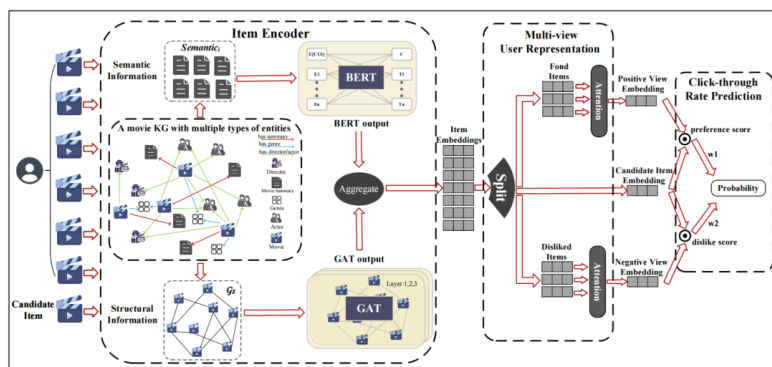 Item Encoder
Semantic
Information
Semantici
E[CLS]
E1
En
BERT
C
T1
Tn
BERT output
A movie KG with multiple types of entities
has summary
has genre
has director/actor
Director
Movie Summary
Genre
Actor
Movie
Aggregate
GAT output
Layer:1,2,3
GAT
Structural
Information
Candidate
Item
Item
Embeddings
Multi-view
User Representation
Split
Fond
Items
Attention
Positive View
Embedding
Candidate Item
Embedding
Disliked
Items
Attention
Negative View
Embedding
Click-through
Rate Prediction
preference score
w1
Probability
w2
dislike score